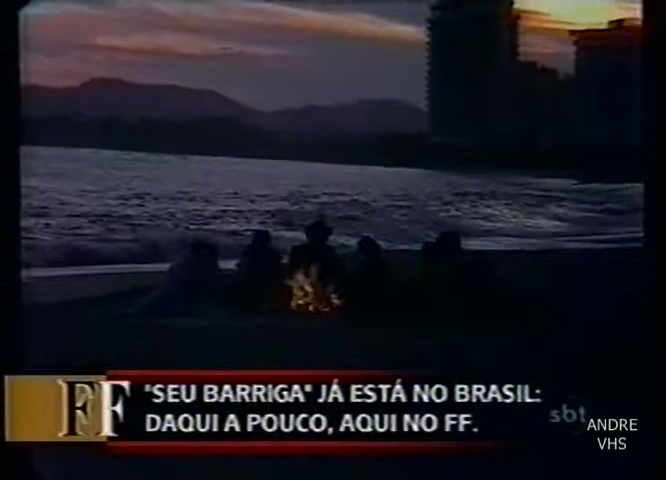 FF
"SEU BARRIGA" JÁ ESTÁ NO BRASIL:
DAQUI A POUCO, AQUI NO FF.
sbt
ANDRE
VHS